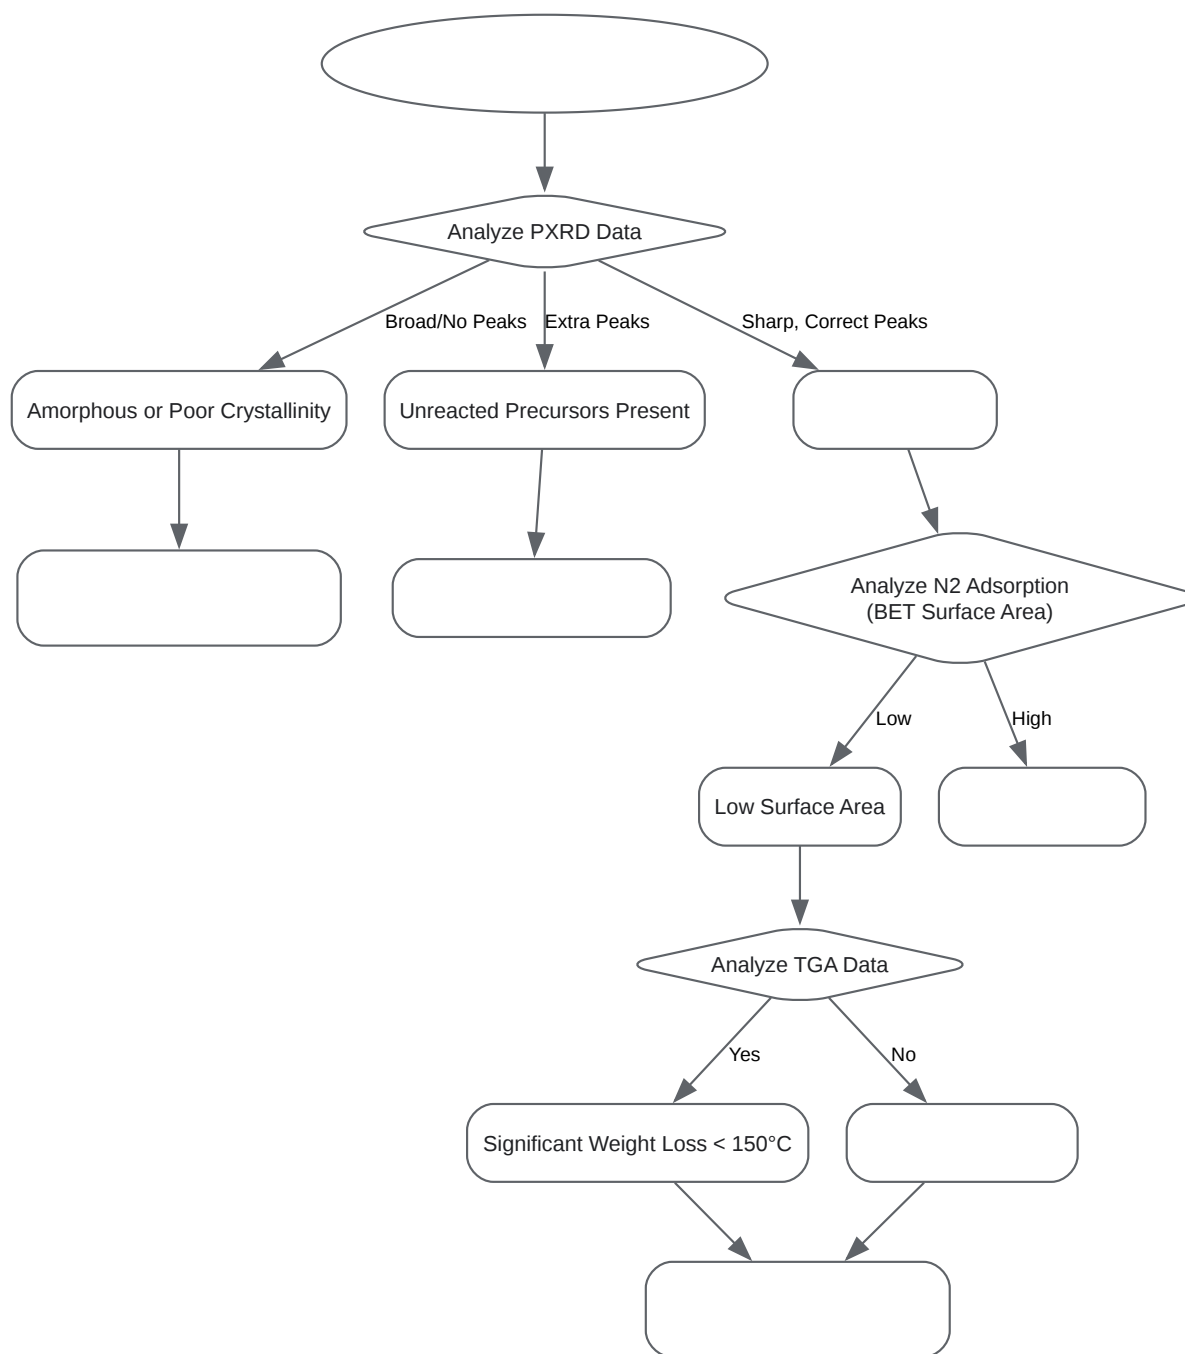 Analyze PXRD Data
Broad/No Peaks
Extra Peaks
Sharp, Correct Peaks
Amorphous or Poor Crystallinity
Unreacted Precursors Present
Analyze N2 Adsorption
(BET Surface Area)
Low
High
Low Surface Area
Analyze TGA Data
Yes
No
Significant Weight Loss < 150°C